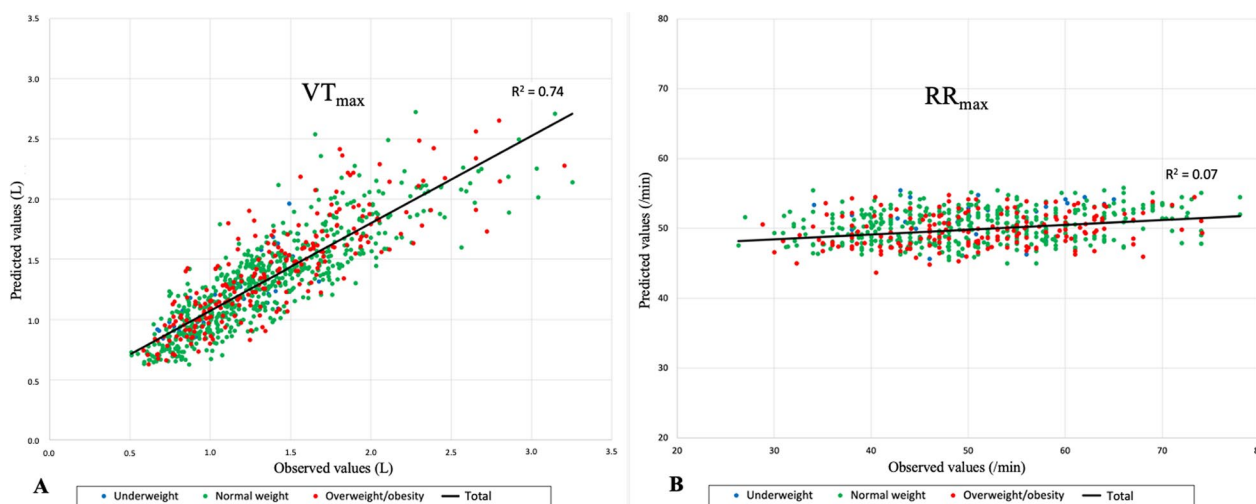 3.5
3.0
2.5
2.0
1.5
1.0
0.5
0.0
Predicted values (L)
VTmax
R² = 0.74
0.0 0.5 1.0 1.5 2.0 2.5 3.0 3.5
Observed values (L)
A
Underweight Normal weight Overweight/obesity Total
80
70
60
50
40
30
20
Predicted values (/min)
RRmax
R² = 0.07
20 30 40 50 60 70
Observed values (/min)
B
Underweight Normal weight Overweight/obesity Total